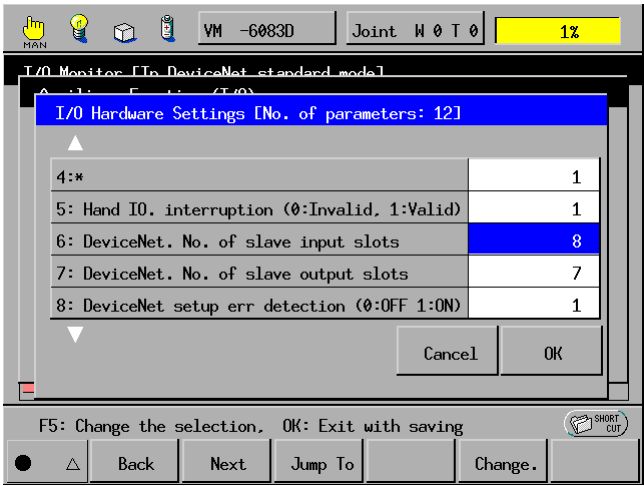 MAN
VM -6083D
Joint W 0 T 0
1%
I/O Monitor [In DeviceNet standard mode]
I/O Hardware Settings [No. of parameters: 12]
4:*
1
5: Hand IO. interruption (0:Invalid, 1:Valid)
1
6: DeviceNet. No. of slave input slots
8
7: DeviceNet. No. of slave output slots
7
8: DeviceNet setup err detection (0:OFF 1:ON)
1
Cancel
OK
F5: Change the selection, OK: Exit with saving
SHORT
CUT
Back
Next
Jump To
Change.